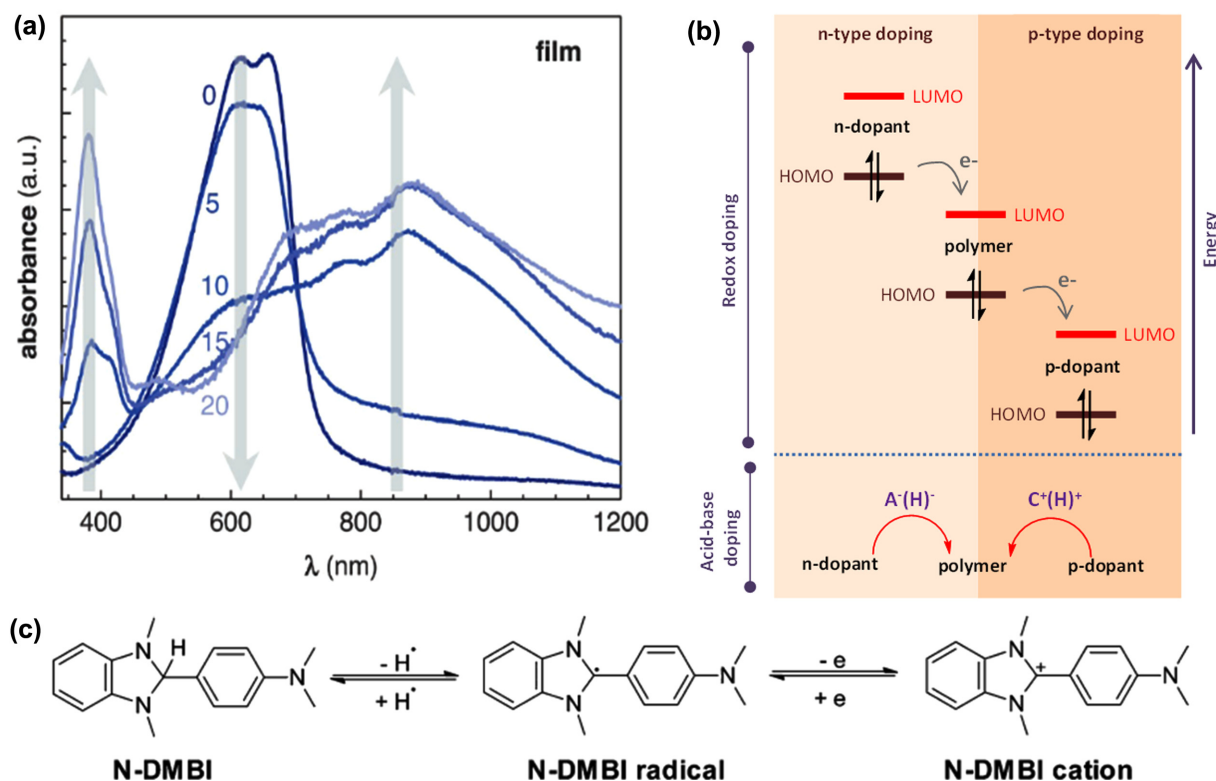 (a)
film
absorbance (a.u.)
0
5
10
15
20
400 600 800 1000 1200
λ (nm)
(b)
n-type doping p-type doping
Redox doping
Energy
LUMO
n-dopant
HOMO
e-
LUMO
polymer
HOMO
e-
LUMO
p-dopant
HOMO
Acid-base
doping
A⁻(H)⁻ C⁺(H)⁺
n-dopant polymer p-dopant
(c)
N H N N
- H•
+ H•
N • N N
- e
+ e
N + N N
N-DMBI N-DMBI radical N-DMBI cation